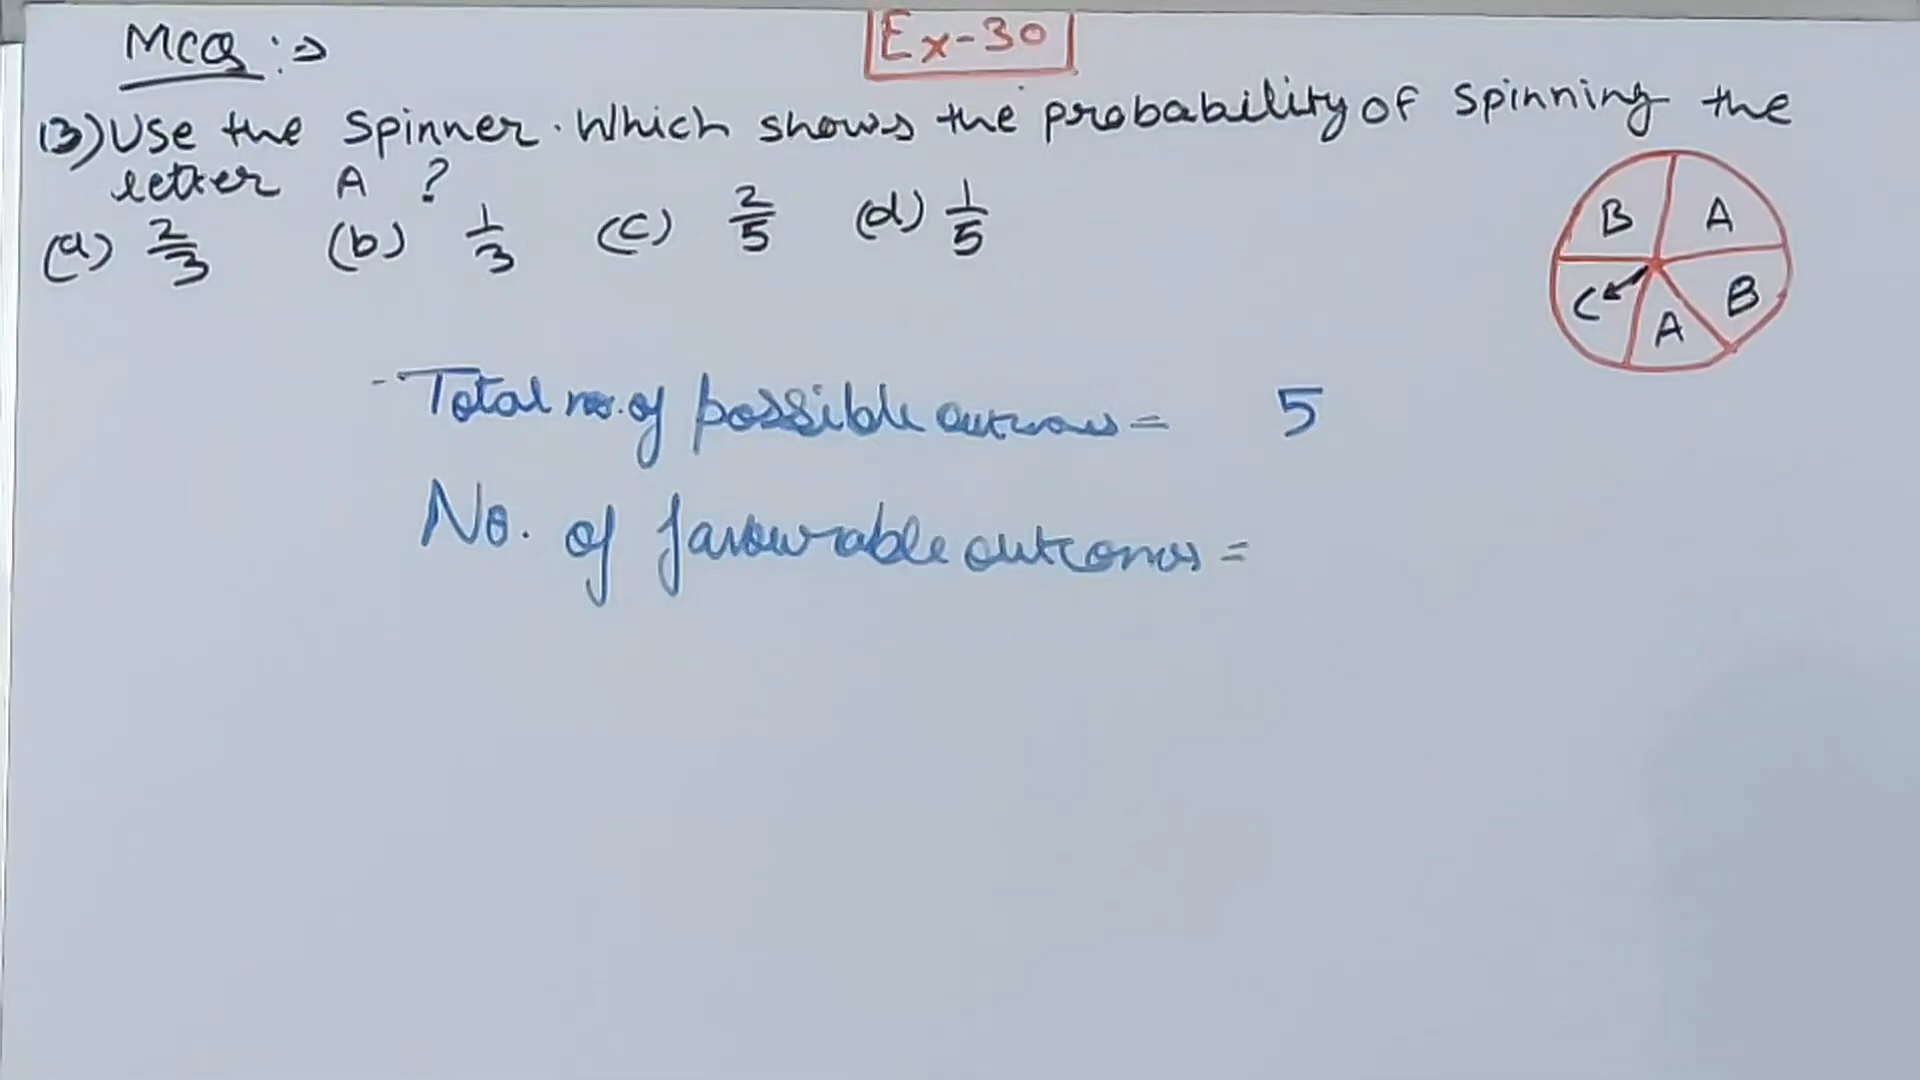 MCQ :→
Ex-30
13) Use the spinner. Which shows the probability of spinning the
letter A ?
(a) 2/3 (b) 1/3 (c) 2/5 (d) 1/5
B A
C A B
Total no. of possible outcomes = 5
No. of favourable outcomes =